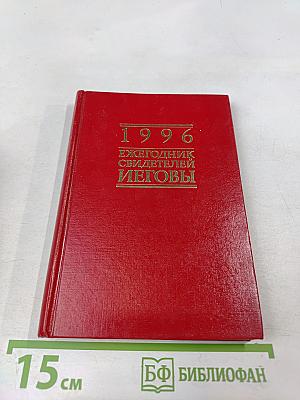 1996
ЕЖЕГОДНИК
СВИДЕТЕЛЕЙ
ИЕГОВЫ
15 см
БФ БИБЛИОФАН